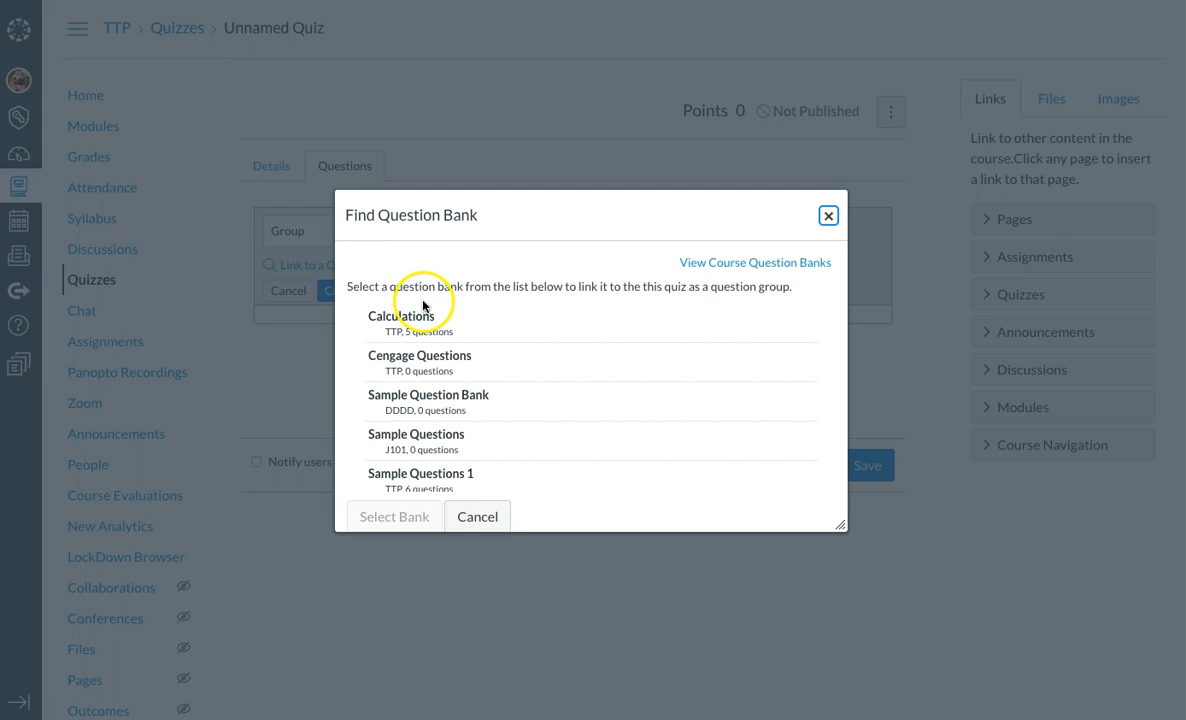 TTP › Quizzes › Unnamed Quiz
Home
Modules
Grades
Attendance
Syllabus
Discussions
Quizzes
Chat
Assignments
Panopto Recordings
Zoom
Announcements
People
Course Evaluations
New Analytics
LockDown Browser
Collaborations
Conferences
Files
Pages
Outcomes
Points 0 Not Published
Details Questions
Group
Link to a Q
Cancel
Notify users
Save
Find Question Bank
View Course Question Banks
Select a question bank from the list below to link it to the this quiz as a question group.
Calculations
TTP, 5 questions
Cengage Questions
TTP, 0 questions
Sample Question Bank
DDDD, 0 questions
Sample Questions
J101, 0 questions
Sample Questions 1
TTP, 6 questions
Select Bank Cancel
Links Files Images
Link to other content in the
course.Click any page to insert
a link to that page.
Pages
Assignments
Quizzes
Announcements
Discussions
Modules
Course Navigation